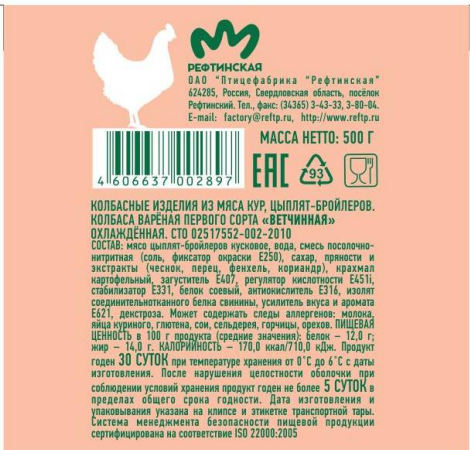 РЕФТИНСКАЯ
ОАО "Птицефабрика "Рефтинская"
624285, Россия, Свердловская область, посёлок
Рефтинский. Тел., факс: (34365) 3-43-33, 3-80-04.
E-mail: factory@reftp.ru, http://www.reftp.ru
МАССА НЕТТО: 500 Г
4 606637 002897
ЕАС
93
КОЛБАСНЫЕ ИЗДЕЛИЯ ИЗ МЯСА КУР, ЦЫПЛЯТ-БРОЙЛЕРОВ.
КОЛБАСА ВАРЁНАЯ ПЕРВОГО СОРТА «ВЕТЧИННАЯ»
ОХЛАЖДЁННАЯ. СТО 02517552-002-2010
СОСТАВ: мясо цыплят-бройлеров кусковое, вода, смесь посолочно-
нитритная (соль, фиксатор окраски Е250), сахар, пряности и
экстракты (чеснок, перец, фенхель, кориандр), крахмал
картофельный, загуститель Е407, регулятор кислотности Е451i,
стабилизатор Е331, белок соевый, антиокислитель Е316, изолят
соединительнотканного белка свинины, усилитель вкуса и аромата
Е621, декстроза. Может содержать следы аллергенов: молока,
яйца куриного, глютена, сои, сельдерея, горчицы, орехов. ПИЩЕВАЯ
ЦЕННОСТЬ в 100 г продукта (средние значения): белок – 12,0 г;
жир – 14,0 г. КАЛОРИЙНОСТЬ – 170,0 ккал/710,0 кДж. Продукт
годен 30 СУТОК при температуре хранения от 0˚С до 6˚С с даты
изготовления. После нарушения целостности оболочки при
соблюдении условий хранения продукт годен не более 5 СУТОК в
пределах общего срока годности. Дата изготовления и
упаковывания указана на клипсе и этикетке транспортной тары.
Система менеджмента безопасности пищевой продукции
сертифицирована на соответствие ISO 22000:2005